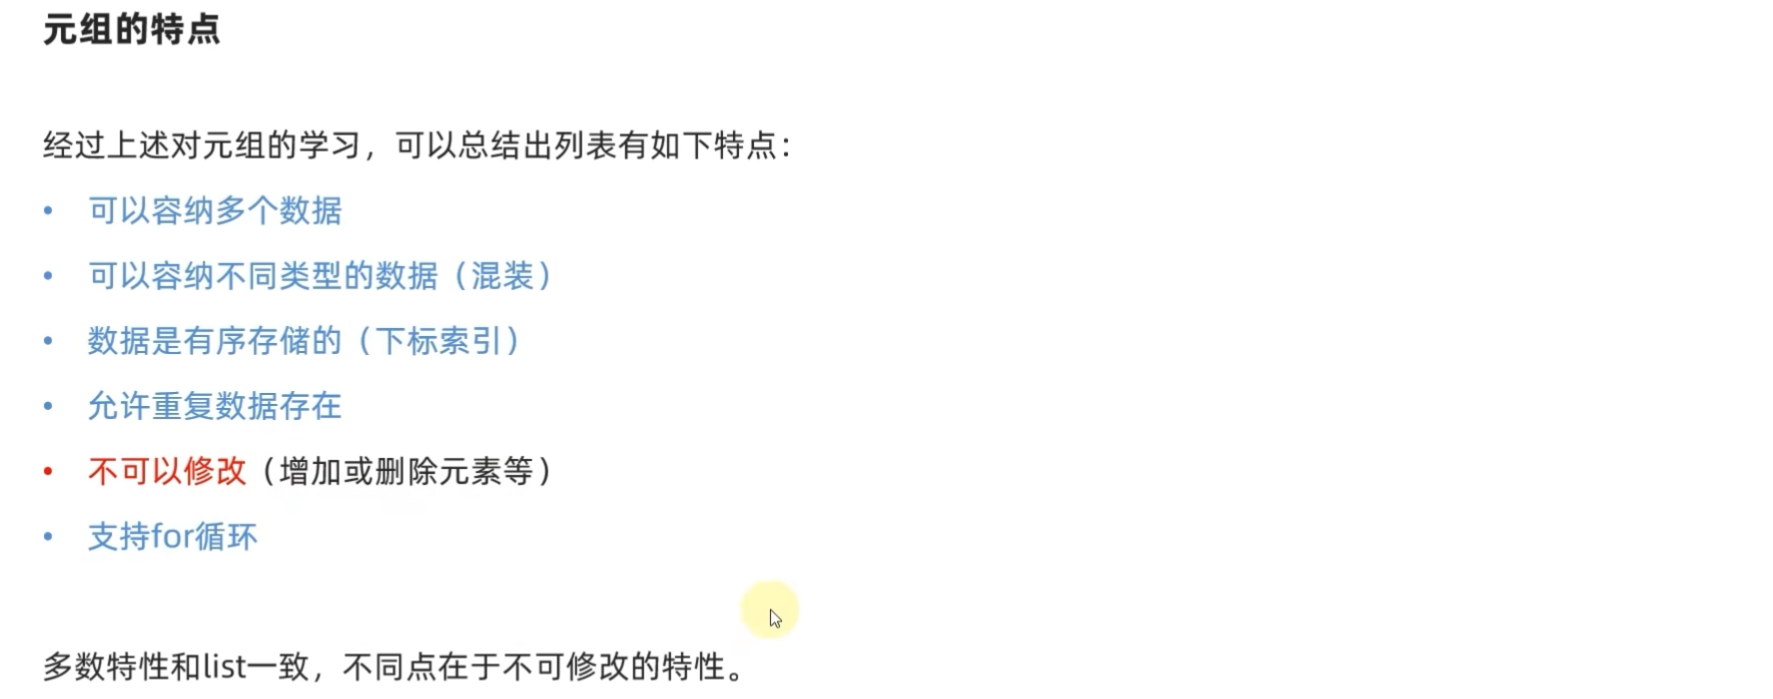 元组的特点
经过上述对元组的学习，可以总结出列表有如下特点：
• 可以容纳多个数据
• 可以容纳不同类型的数据（混装）
• 数据是有序存储的（下标索引）
• 允许重复数据存在
• 不可以修改（增加或删除元素等）
• 支持for循环
多数特性和list一致，不同点在于不可修改的特性。